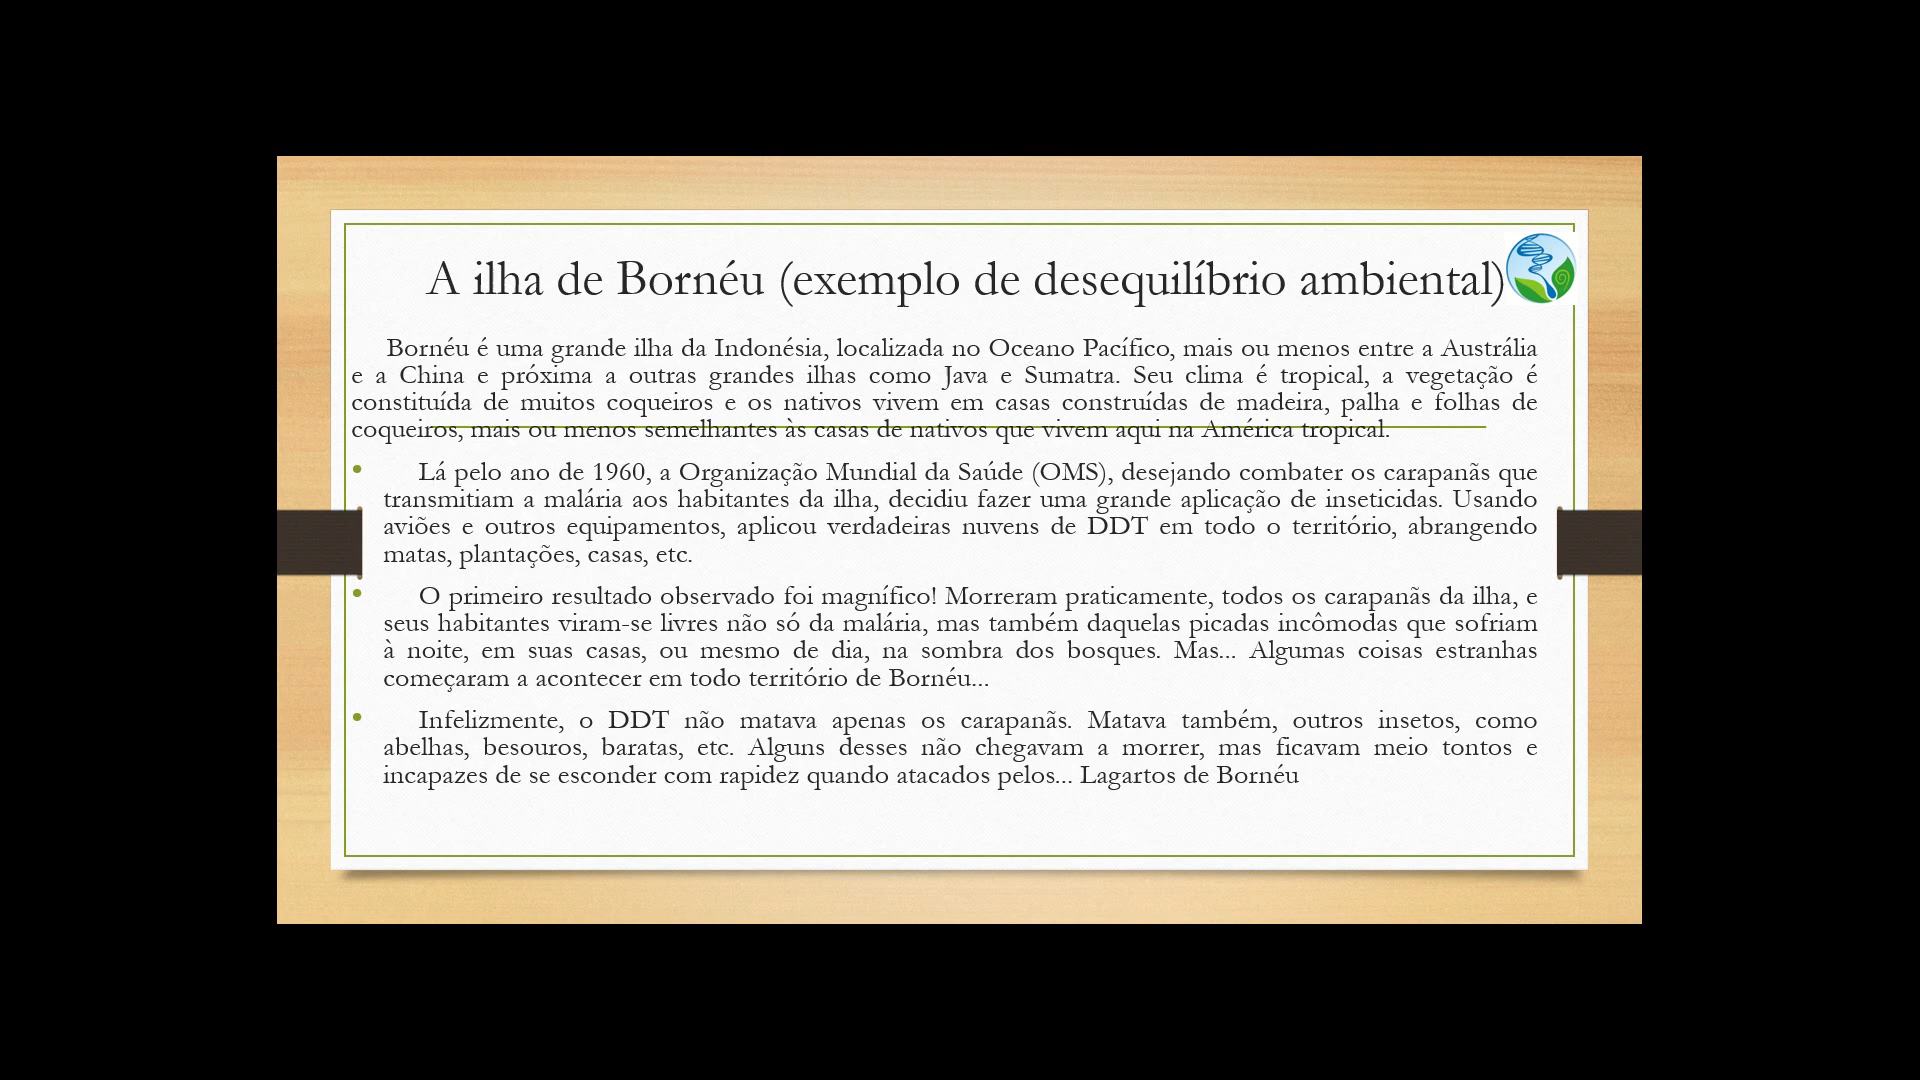 A ilha de Bornéu (exemplo de desequilíbrio ambiental)
Bornéu é uma grande ilha da Indonésia, localizada no Oceano Pacífico, mais ou menos entre a Austrália
e a China e próxima a outras grandes ilhas como Java e Sumatra. Seu clima é tropical, a vegetação é
constituída de muitos coqueiros e os nativos vivem em casas construídas de madeira, palha e folhas de
coqueiros, mais ou menos semelhantes às casas de nativos que vivem aqui na América tropical.
• Lá pelo ano de 1960, a Organização Mundial da Saúde (OMS), desejando combater os carapanãs que
transmitiam a malária aos habitantes da ilha, decidiu fazer uma grande aplicação de inseticidas. Usando
aviões e outros equipamentos, aplicou verdadeiras nuvens de DDT em todo o território, abrangendo
matas, plantações, casas, etc.
• O primeiro resultado observado foi magnífico! Morreram praticamente, todos os carapanãs da ilha, e
seus habitantes viram-se livres não só da malária, mas também daquelas picadas incômodas que sofriam
à noite, em suas casas, ou mesmo de dia, na sombra dos bosques. Mas... Algumas coisas estranhas
começaram a acontecer em todo território de Bornéu...
• Infelizmente, o DDT não matava apenas os carapanãs. Matava também, outros insetos, como
abelhas, besouros, baratas, etc. Alguns desses não chegavam a morrer, mas ficavam meio tontos e
incapazes de se esconder com rapidez quando atacados pelos... Lagartos de Bornéu